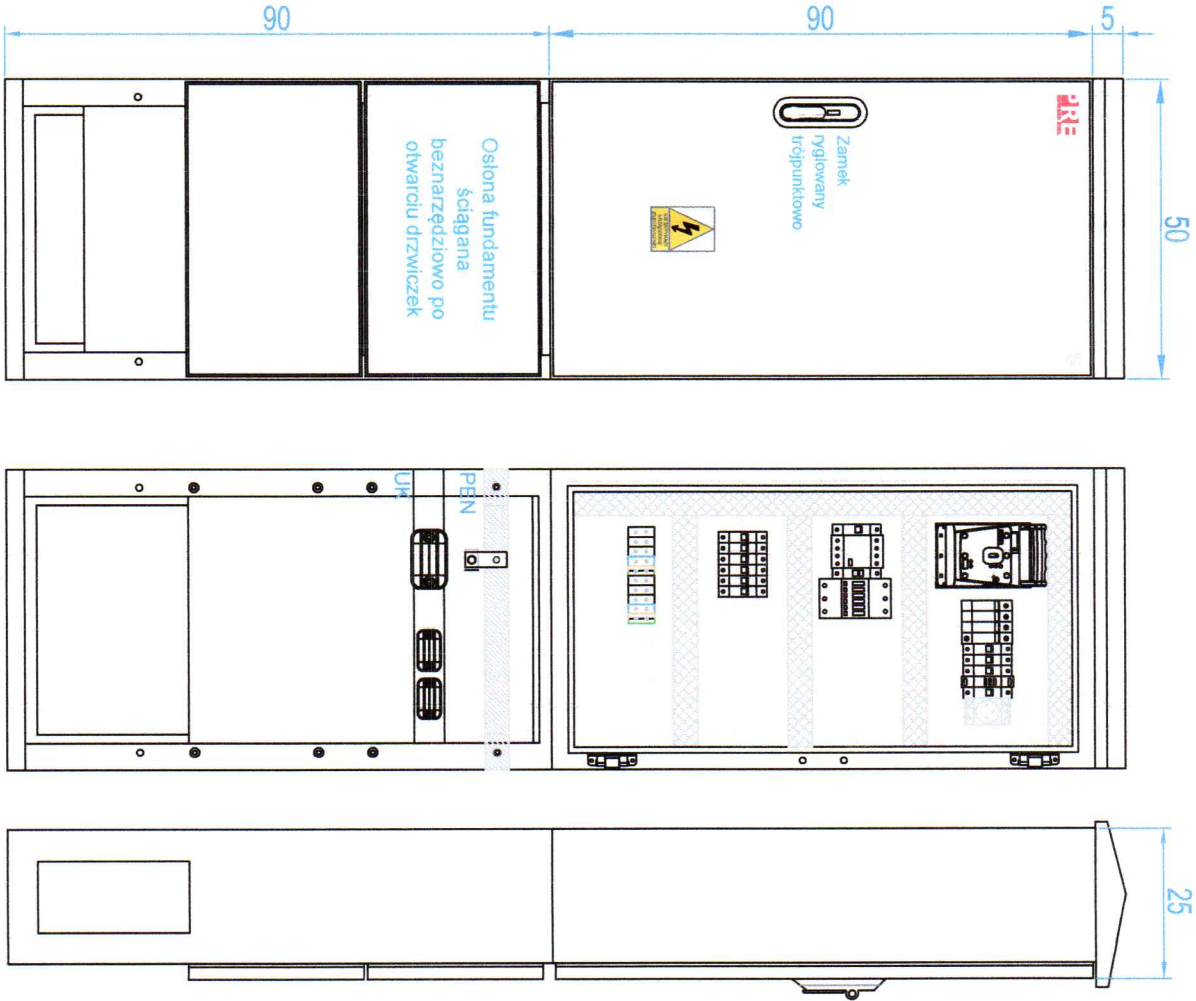 90
90
5
50
Zamek
ryglowany
trójpunktowo
Osłona fundamentu
ściągana
beznarzędziowo po
otwarciu drzwiczek
PEN
UK
25